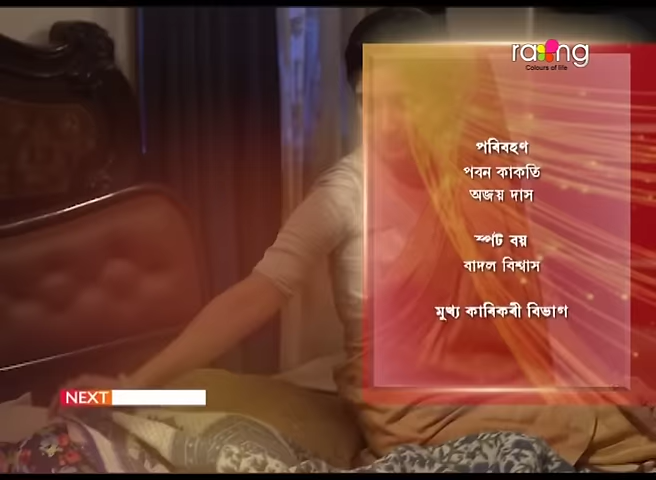 rang
Colours of life
পৰিবহণ
পবন কাকতি
অজয় দাস
স্পট বয়
বাদল বিশ্বাস
মুখ্য কাৰিকৰী বিভাগ
NEXT